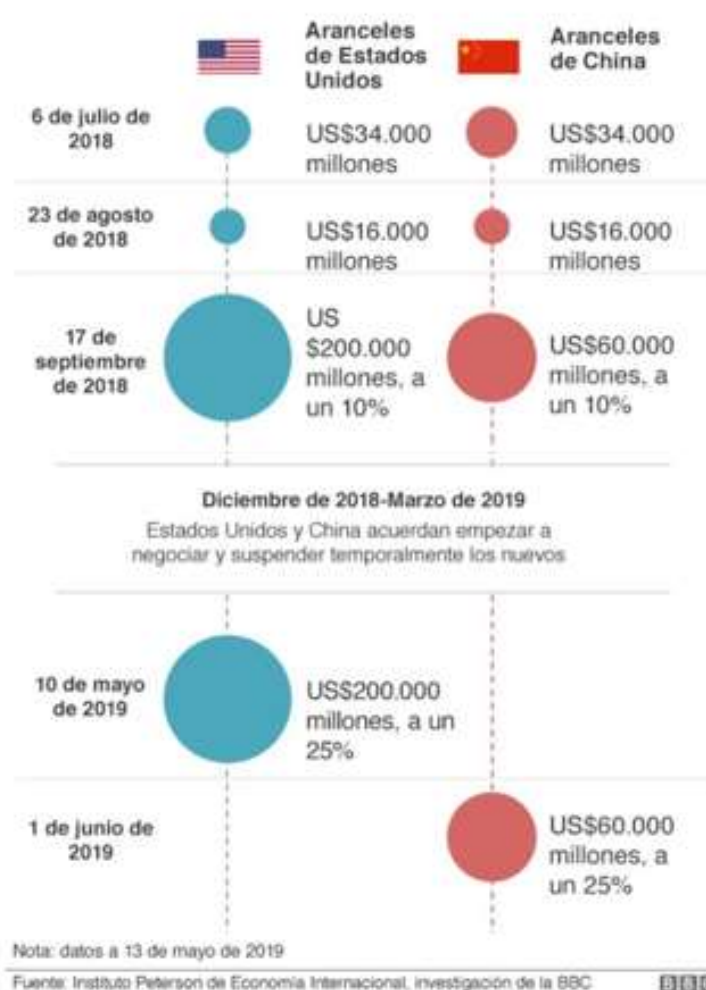 Aranceles
de Estados
Unidos
Aranceles
de China
6 de julio de
2018
US$34.000
millones
US$34.000
millones
23 de agosto
de 2018
US$16.000
millones
US$16.000
millones
17 de
septiembre
de 2018
US
$200.000
millones, a
un 10%
US$60.000
millones, a
un 10%
Diciembre de 2018-Marzo de 2019
Estados Unidos y China acuerdan empezar a
negociar y suspender temporalmente los nuevos
10 de mayo
de 2019
US$200.000
millones, a un
25%
1 de junio de
2019
US$60.000
millones, a
un 25%
Nota: datos a 13 de mayo de 2019
Fuente: Instituto Peterson de Economía Internacional, investigación de la BBC
BBC